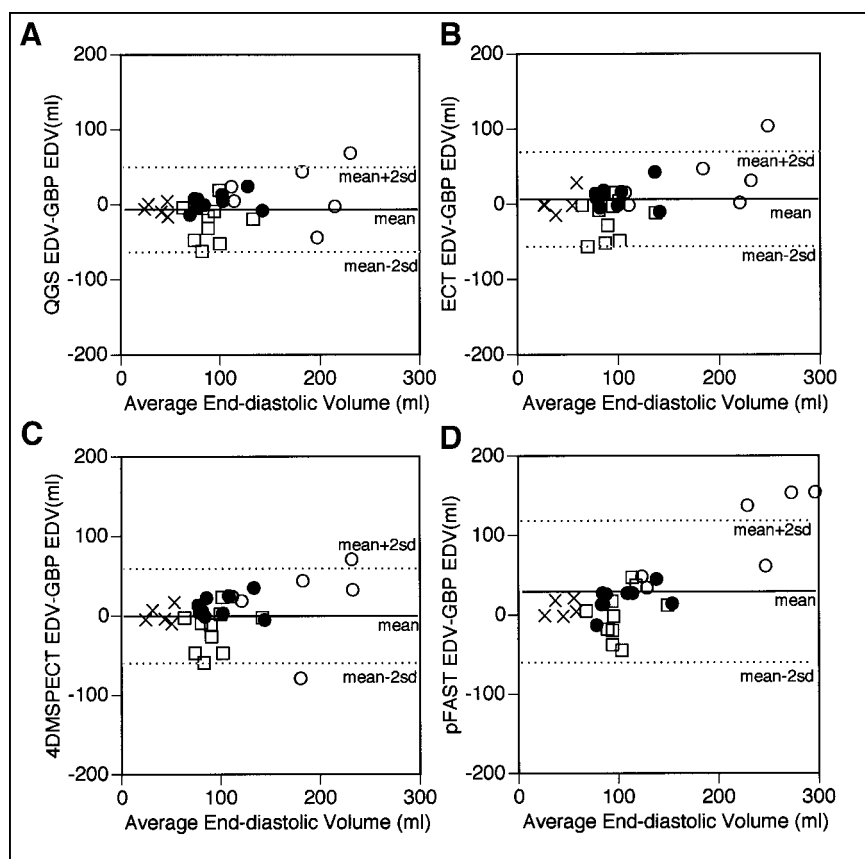 A
200
100
0
-100
-200
QGS EDV-GBP EDV(ml)
mean+2sd
mean
mean-2sd
0 100 200 300
Average End-diastolic Volume (ml)
B
200
100
0
-100
-200
ECT EDV-GBP EDV(ml)
mean+2sd
mean
mean-2sd
0 100 200 300
Average End-diastolic Volume (ml)
C
200
100
0
-100
-200
4DMSPECT EDV-GBP EDV(ml)
mean+2sd
mean
mean-2sd
0 100 200 300
Average End-diastolic Volume (ml)
D
200
100
0
-100
-200
pFAST EDV-GBP EDV(ml)
mean+2sd
mean
mean-2sd
0 100 200 300
Average End-diastolic Volume (ml)